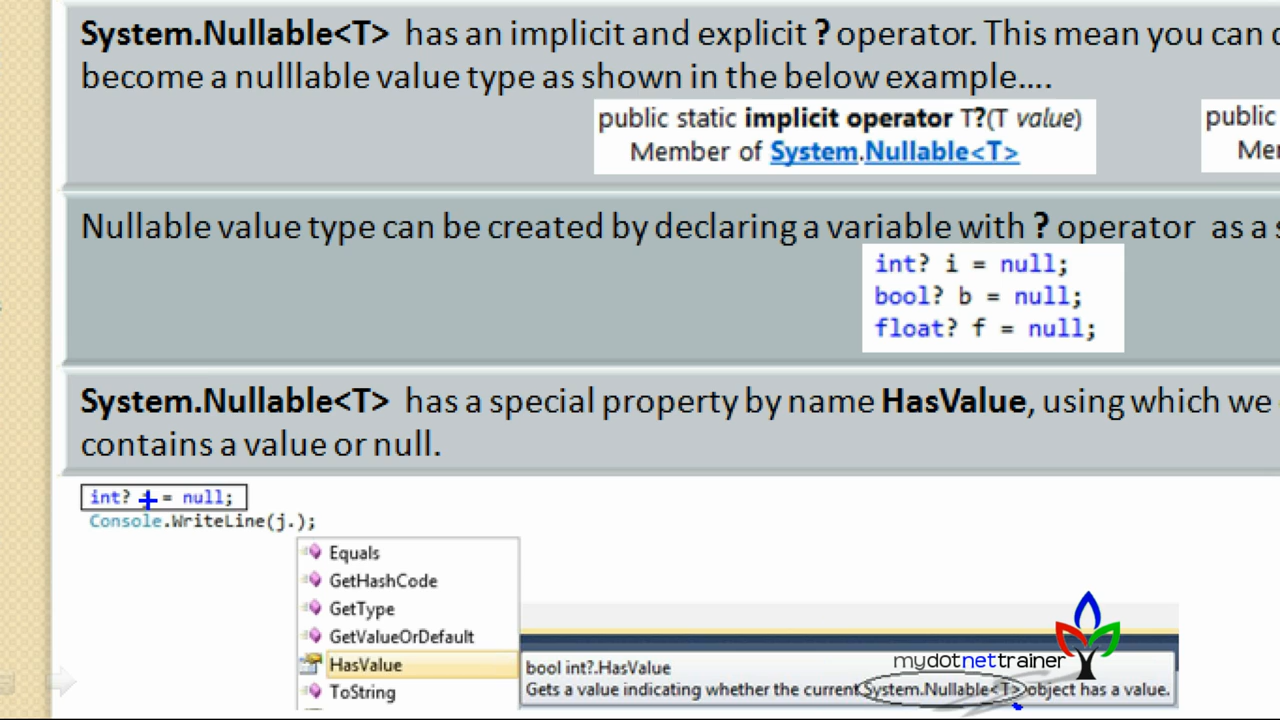 System.Nullable<T> has an implicit and explicit ? operator. This mean you can
become a nulllable value type as shown in the below example....
public static implicit operator T?(T value)
Member of System.Nullable<T>
public
Nullable value type can be created by declaring a variable with ? operator as a
int? i = null;
bool? b = null;
float? f = null;
System.Nullable<T> has a special property by name HasValue, using which we
contains a value or null.
int? = null;
Console.WriteLine(j.);
Equals
GetHashCode
GetType
GetValueOrDefault
HasValue
ToString
bool int?.HasValue
Gets a value indicating whether the current System.Nullable<T> object has a value.
mydotnettrainer